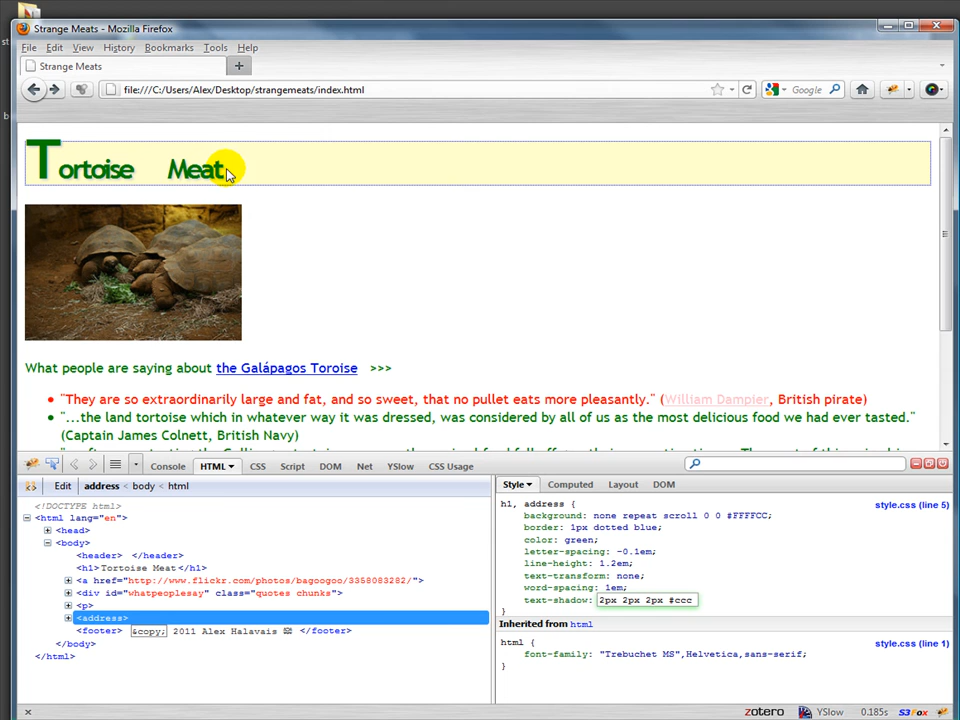 st
Strange Meats - Mozilla Firefox
File Edit View History Bookmarks Tools Help
Strange Meats +
file:///C:/Users/Alex/Desktop/strangemeats/index.html Google
b
Tortoise Meat
What people are saying about the Galápagos Toroise >>>
• "They are so extraordinarily large and fat, and so sweet, that no pullet eats more pleasantly." (William Dampier, British pirate)
• "...the land tortoise which in whatever way it was dressed, was considered by all of us as the most delicious food we had ever tasted."
(Captain James Colnett, British Navy)
Console HTML CSS Script DOM Net YSlow CSS Usage
Edit address < body < html
Style Computed Layout DOM
<!DOCTYPE html>
<html lang="en">
<head>
<body>
<header> </header>
<h1>Tortoise Meat</h1>
<a href="http://www.flickr.com/photos/bagoogoo/3358083282/">
<div id="whatpeoplesay" class="quotes chunks">
<p>
<address>
<footer> &copy; 2011 Alex Halavais </footer>
</body>
</html>
h1, address { style.css (line 5)
background: none repeat scroll 0 0 #FFFFCC;
border: 1px dotted blue;
color: green;
letter-spacing: -0.1em;
line-height: 1.2em;
text-transform: none;
word-spacing: 1em;
text-shadow: 2px 2px 2px #ccc
}
Inherited from html
html { style.css (line 1)
font-family: "Trebuchet MS",Helvetica,sans-serif;
}
zotero YSlow 0.185s S3Fox